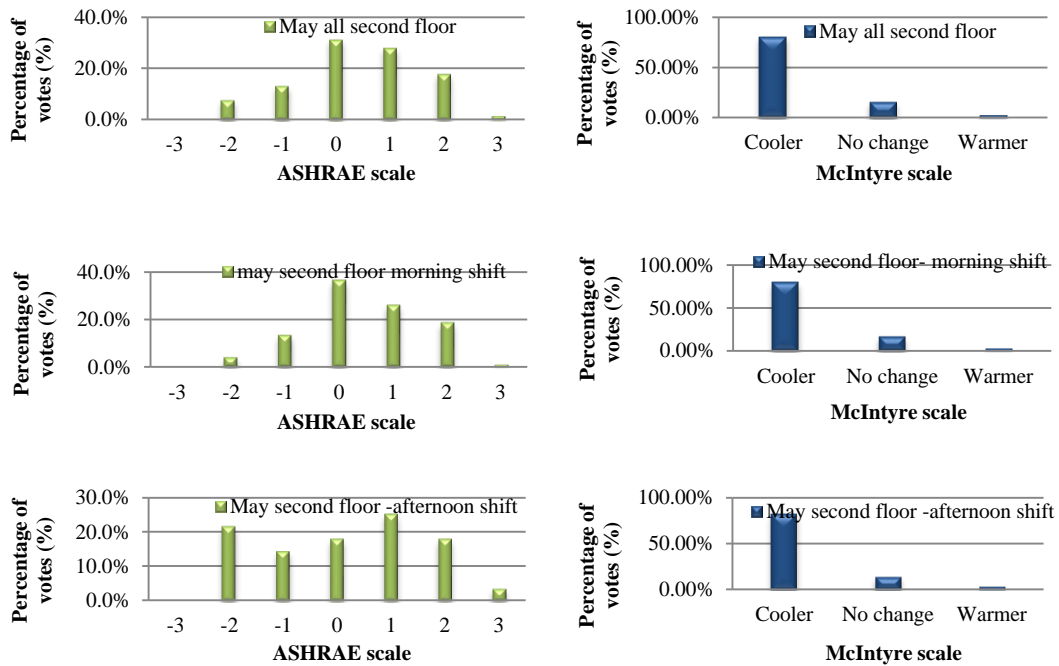 Percentage of votes (%)
40.0%
20.0%
0.0%
May all second floor
-3 -2 -1 0 1 2 3
ASHRAE scale
Percentage of votes (%)
100.00%
50.00%
0.00%
May all second floor
Cooler No change Warmer
McIntyre scale
Percentage of votes (%)
40.0%
20.0%
0.0%
may second floor morning shift
-3 -2 -1 0 1 2 3
ASHRAE scale
Percentage of votes (%)
100.00%
50.00%
0.00%
May second floor- morning shift
Cooler No change Warmer
McIntyre scale
Percentage of votes (%)
30.0%
20.0%
10.0%
0.0%
May second floor -afternoon shift
-3 -2 -1 0 1 2 3
ASHRAE scale
Percentage of votes (%)
100.00%
50.00%
0.00%
May second floor -afternoon shift
Cooler No change Warmer
McIntyre scale